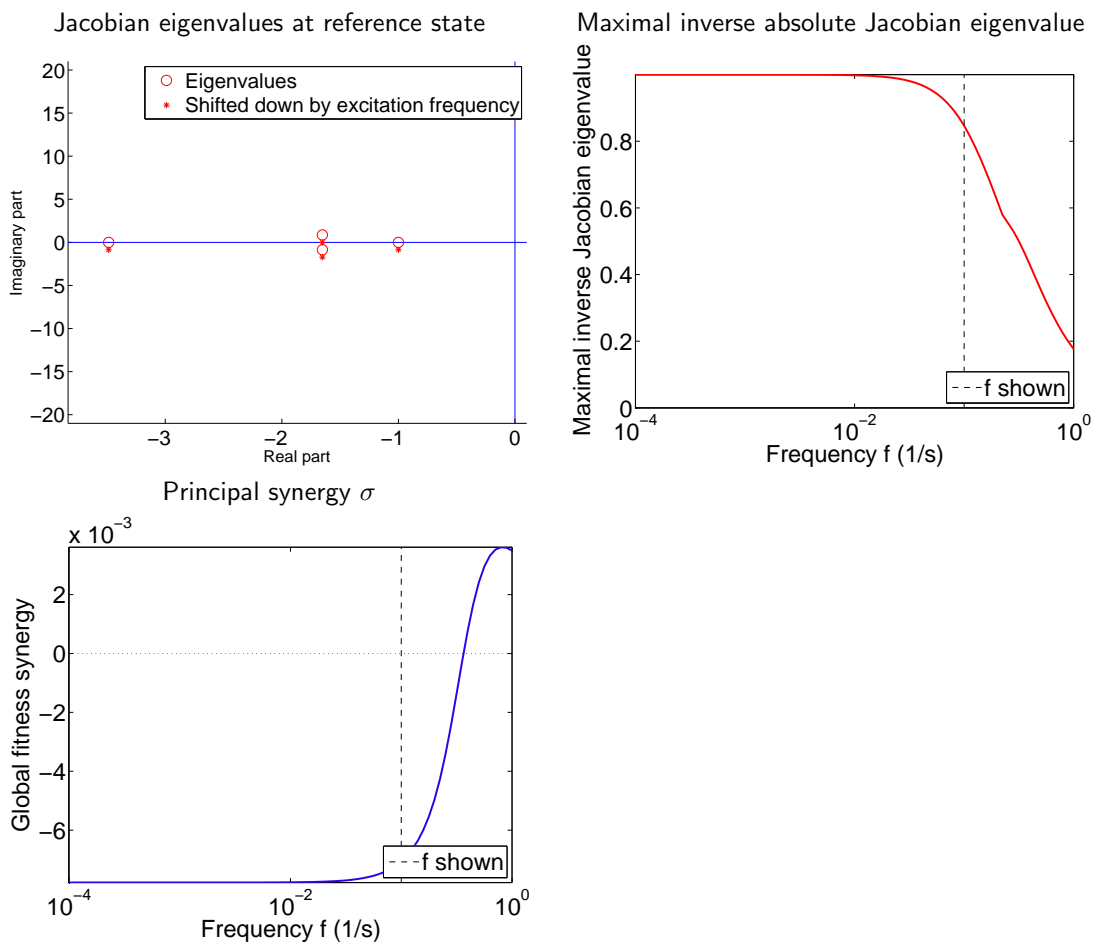 Jacobian eigenvalues at reference state
Eigenvalues
Shifted down by excitation frequency
20
15
10
5
0
−5
−10
−15
−20
Imaginary part
−3
−2
−1
0
Real part
Maximal inverse absolute Jacobian eigenvalue
Maximal inverse Jacobian eigenvalue
0.8
0.6
0.4
0.2
0
f shown
10^−4
10^−2
10^0
Frequency f (1/s)
Principal synergy σ
x 10^−3
Global fitness synergy
2
0
−2
−4
−6
f shown
10^−4
10^−2
10^0
Frequency f (1/s)